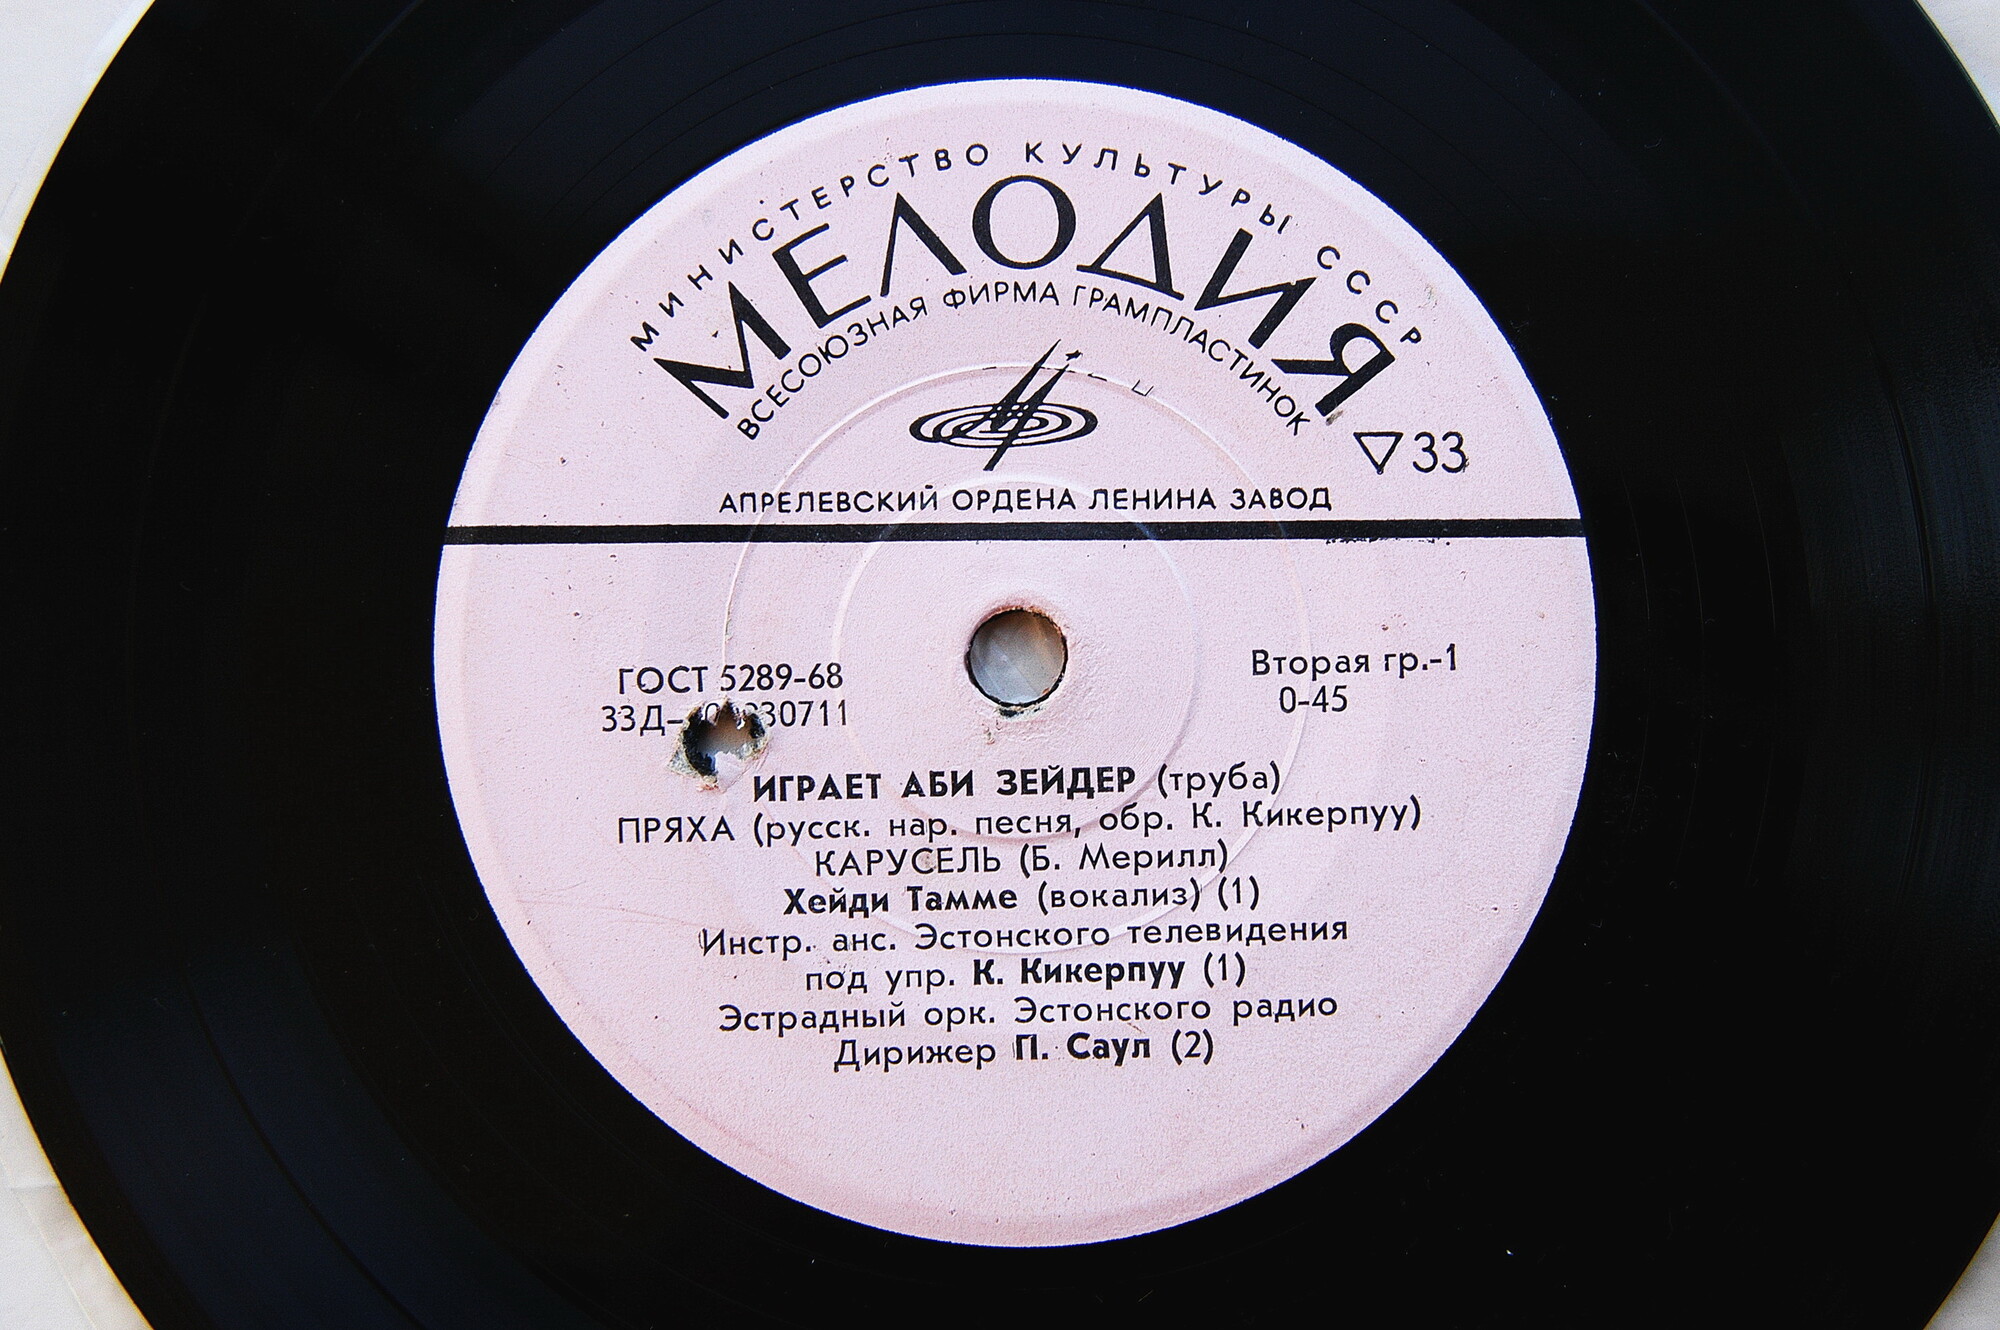 МИНИСТЕРСТВО КУЛЬТУРЫ СССР
МЕЛОДИЯ
ВСЕСОЮЗНАЯ ФИРМА ГРАМПЛАСТИНОК
▽33
АПРЕЛЕВСКИЙ ОРДЕНА ЛЕНИНА ЗАВОД
ГОСТ 5289-68
Вторая гр.-1
0-45
ИГРАЕТ АБИ ЗЕЙДЕР (труба)
ПРЯХА (русск. нар. песня, обр. К. Кикерпуу)
КАРУСЕЛЬ (Б. Мерилл)
Хейди Тамме (вокализ) (1)
Инстр. анс. Эстонского телевидения
под упр. К. Кикерпуу (1)
Эстрадный орк. Эстонского радио
Дирижер П. Саул (2)